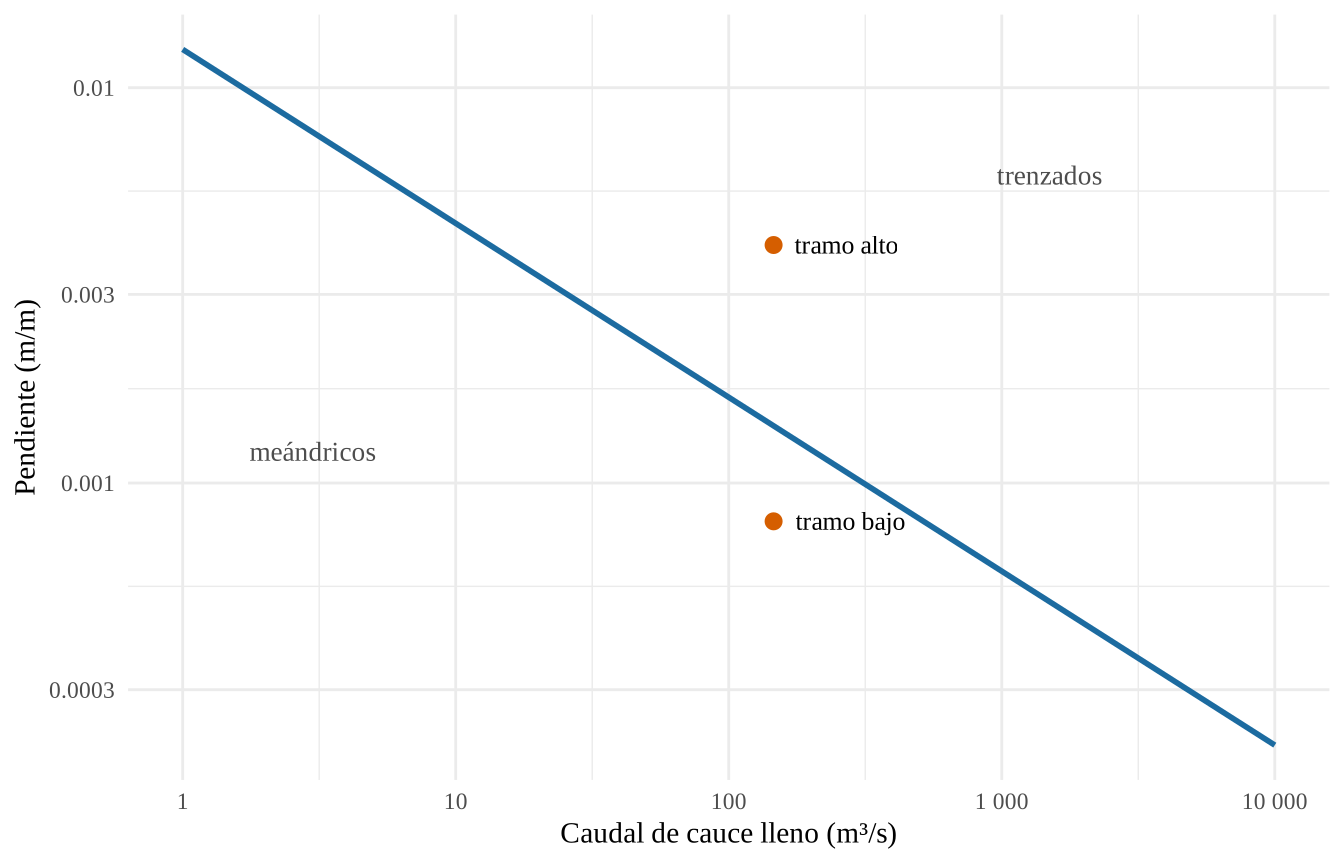 0.01
trenzados
tramo alto
0.003
meándricos
0.001
tramo bajo
0.0003
Pendiente (m/m)
1
10
100
1 000
10 000
Caudal de cauce lleno (m³/s)